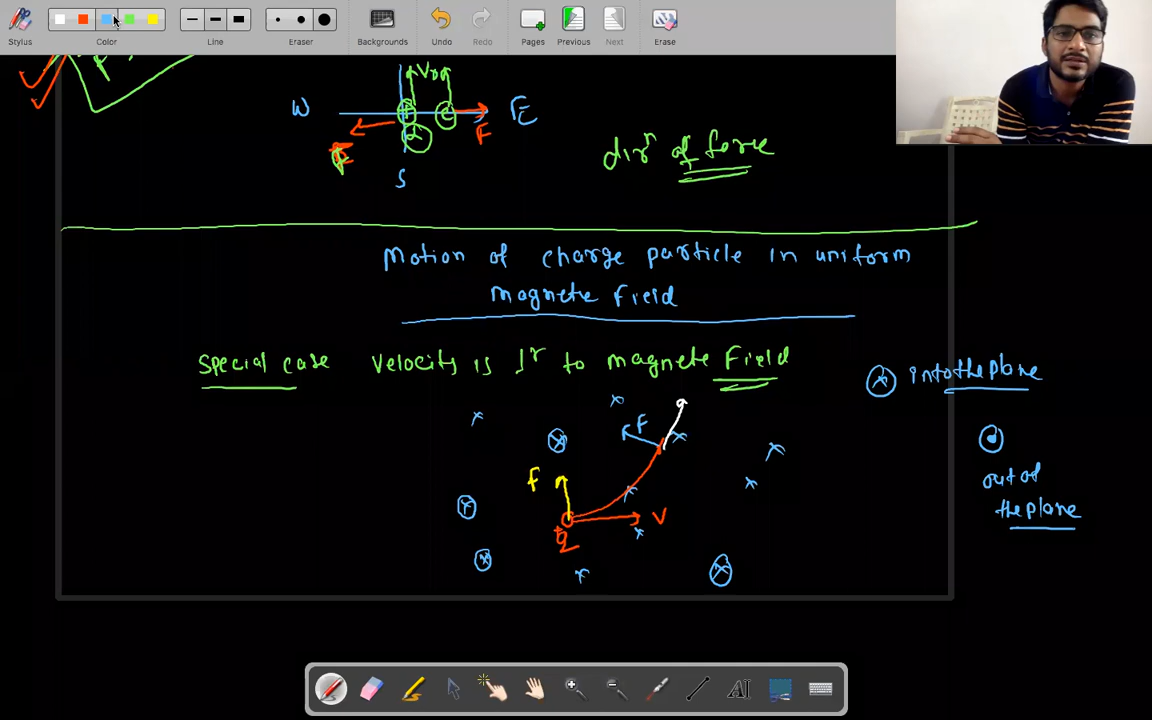 Stylus
Color
Line
Eraser
Backgrounds
Undo
Redo
Pages
Previous
Next
Erase
W
E
F
S
dirn of force
Motion of charge particle in uniform
magnetic Field
Special case Velocity is ⊥r to magnetic Field
into the plane
out of
the plane
F
F
V
+q